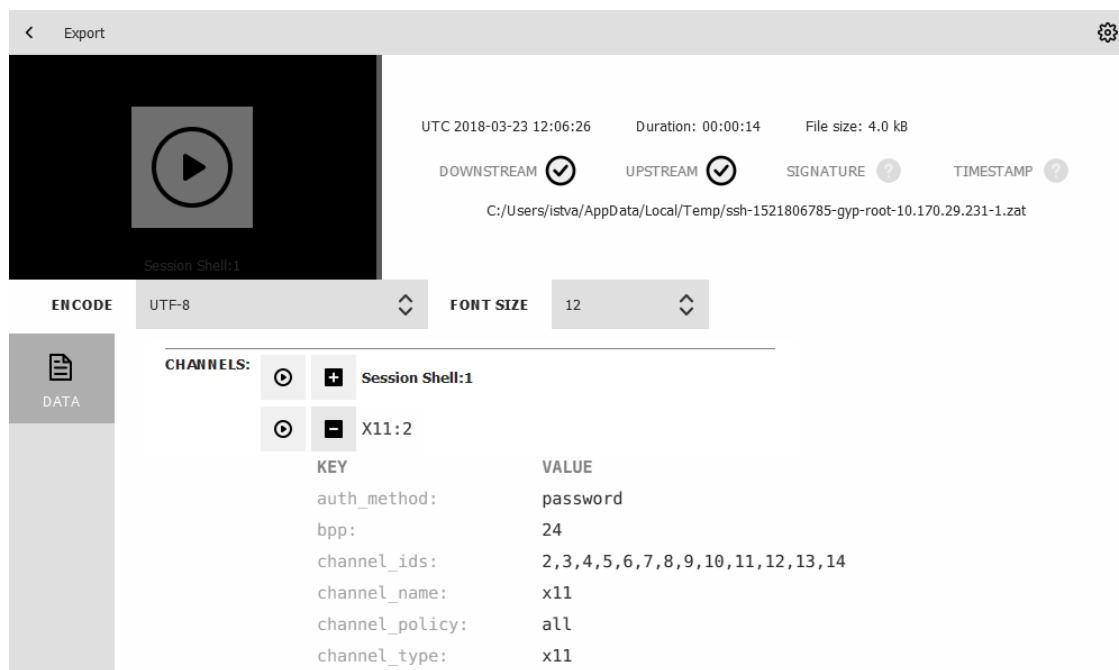 Export
UTC 2018-03-23 12:06:26 Duration: 00:00:14 File size: 4.0 kB
DOWNSTREAM UPSTREAM SIGNATURE ? TIMESTAMP ?
C:/Users/istva/AppData/Local/Temp/ssh-1521806785-gyp-root-10.170.29.231-1.zat
Session Shell:1
ENCODE UTF-8 FONT SIZE 12
DATA
CHANNELS: Session Shell:1
X11:2
KEY VALUE
auth_method: password
bpp: 24
channel_ids: 2,3,4,5,6,7,8,9,10,11,12,13,14
channel_name: x11
channel_policy: all
channel_type: x11